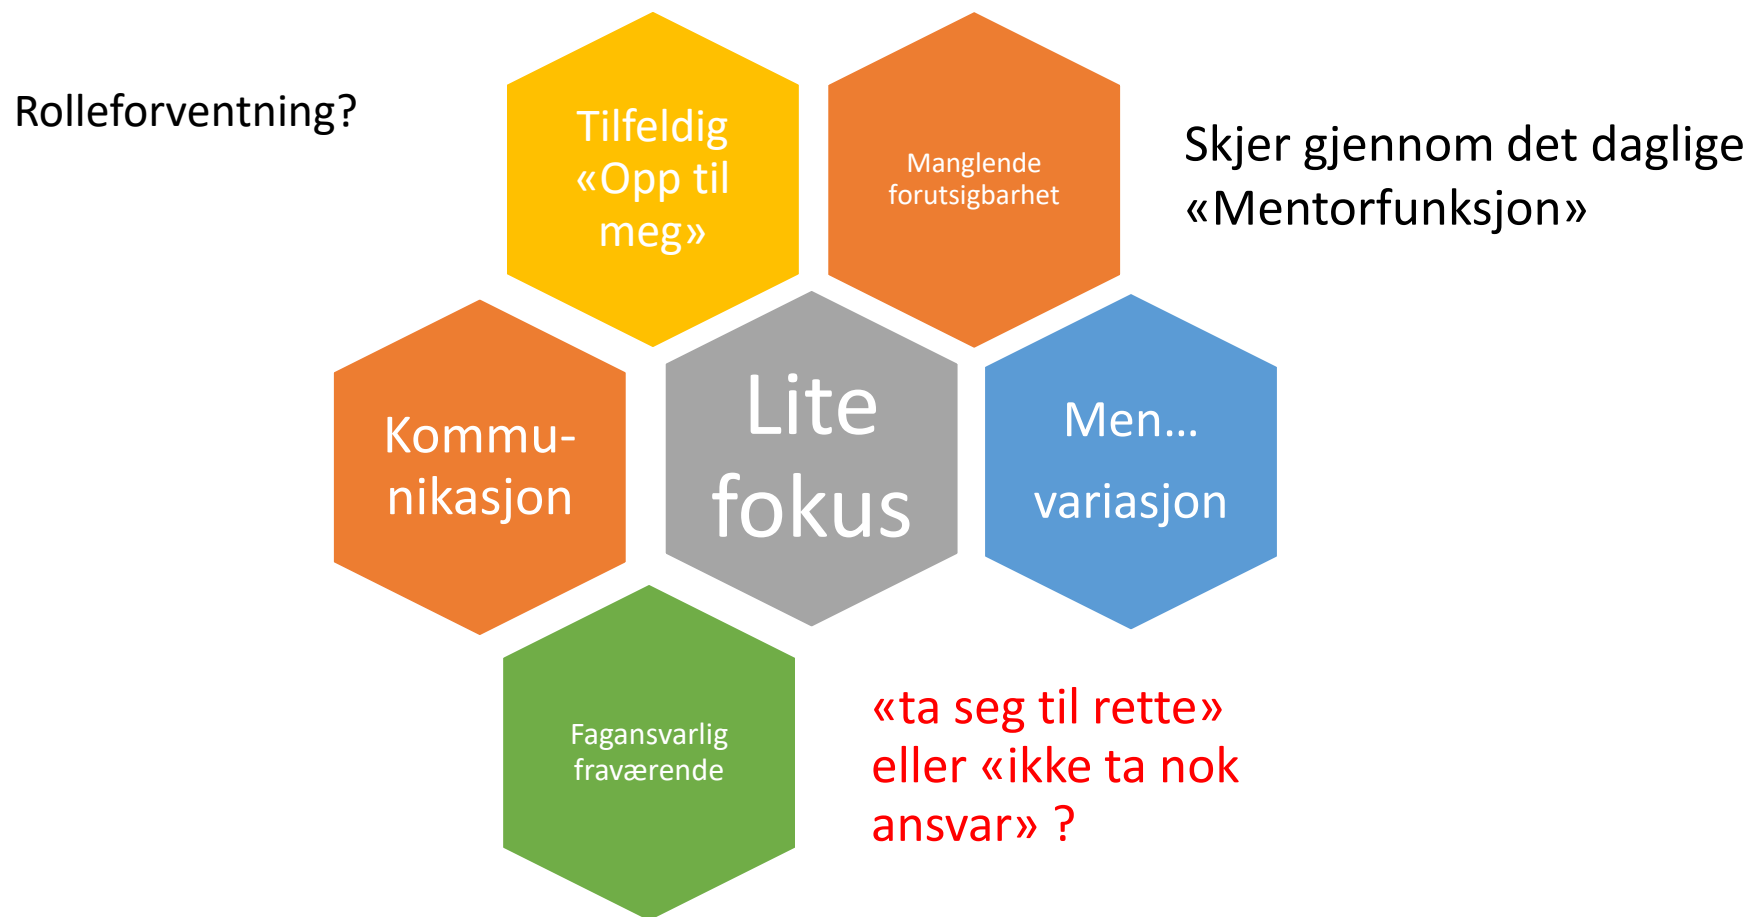 Rolleforventning?
Tilfeldig
«Opp til
meg»
Manglende
forutsigbarhet
Skjer gjennom det daglige
«Mentorfunksjon»
Kommu-
nikasjon
Lite
fokus
Men…
variasjon
Fagansvarlig
fraværende
«ta seg til rette»
eller «ikke ta nok
ansvar» ?